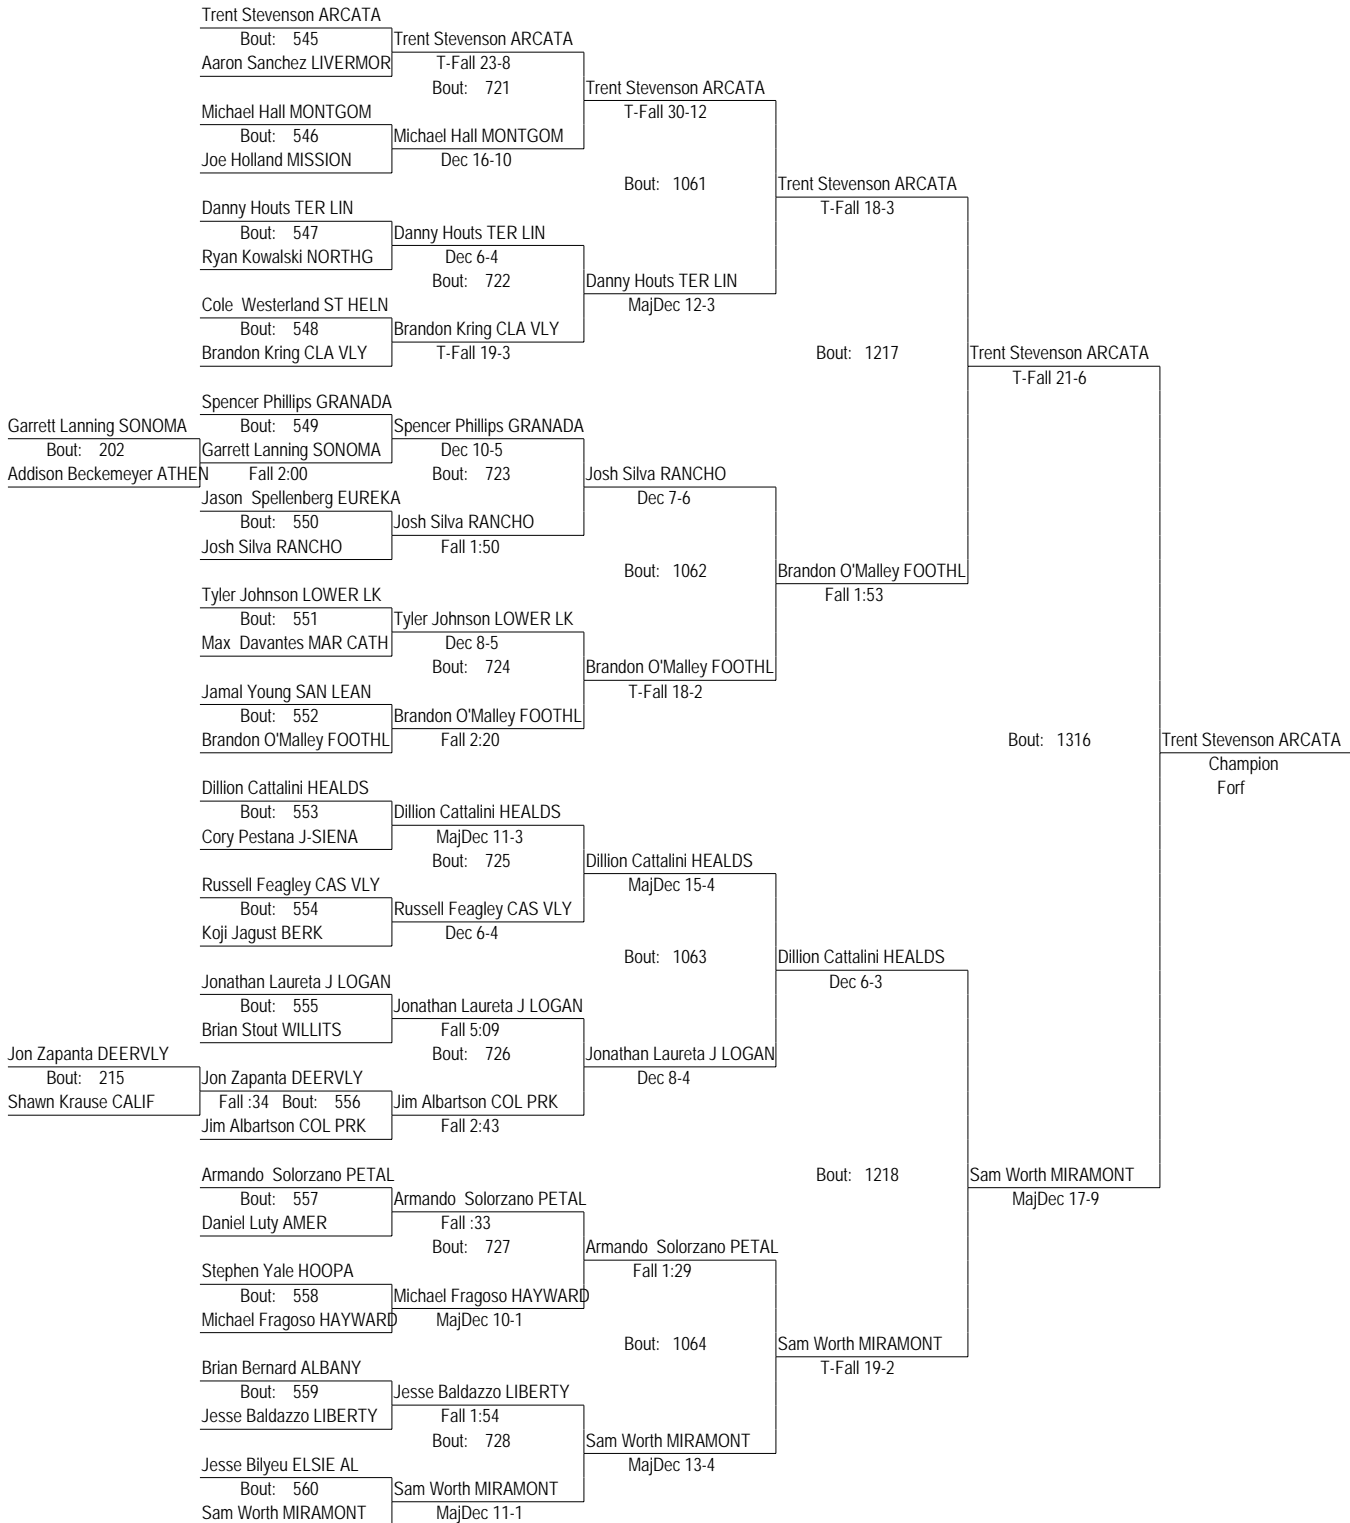 Trent Stevenson ARCATA
Bout: 545 Trent Stevenson ARCATA
Aaron Sanchez LIVERMOR T-Fall 23-8
Bout: 721 Trent Stevenson ARCATA
Michael Hall MONTGOM T-Fall 30-12
Bout: 546 Michael Hall MONTGOM
Joe Holland MISSION Dec 16-10
Bout: 1061 Trent Stevenson ARCATA
Danny Houts TER LIN T-Fall 18-3
Bout: 547 Danny Houts TER LIN
Ryan Kowalski NORTHG Dec 6-4
Bout: 722 Danny Houts TER LIN
Cole Westerland ST HELN MajDec 12-3
Bout: 548 Brandon Kring CLA VLY
Brandon Kring CLA VLY T-Fall 19-3 Bout: 1217 Trent Stevenson ARCATA
T-Fall 21-6
Spencer Phillips GRANADA
Garrett Lanning SONOMA Bout: 549 Spencer Phillips GRANADA
Bout: 202 Garrett Lanning SONOMA Dec 10-5
Addison Beckemeyer ATHEN Fall 2:00 Bout: 723 Josh Silva RANCHO
Jason Spellenberg EUREKA Dec 7-6
Bout: 550 Josh Silva RANCHO
Josh Silva RANCHO Fall 1:50
Bout: 1062 Brandon O'Malley FOOTHL
Tyler Johnson LOWER LK Fall 1:53
Bout: 551 Tyler Johnson LOWER LK
Max Davantes MAR CATH Dec 8-5
Bout: 724 Brandon O'Malley FOOTHL
Jamal Young SAN LEAN T-Fall 18-2
Bout: 552 Brandon O'Malley FOOTHL
Brandon O'Malley FOOTHL Fall 2:20 Bout: 1316 Trent Stevenson ARCATA
Champion
Dillion Cattalini HEALDS Forf
Bout: 553 Dillion Cattalini HEALDS
Cory Pestana J-SIENA MajDec 11-3
Bout: 725 Dillion Cattalini HEALDS
Russell Feagley CAS VLY MajDec 15-4
Bout: 554 Russell Feagley CAS VLY
Koji Jagust BERK Dec 6-4
Bout: 1063 Dillion Cattalini HEALDS
Jonathan Laureta J LOGAN Dec 6-3
Bout: 555 Jonathan Laureta J LOGAN
Brian Stout WILLITS Fall 5:09
Jon Zapanta DEERVLY Bout: 726 Jonathan Laureta J LOGAN
Bout: 215 Jon Zapanta DEERVLY Dec 8-4
Shawn Krause CALIF Fall :34 Bout: 556 Jim Albartson COL PRK
Jim Albartson COL PRK Fall 2:43
Armando Solorzano PETAL Bout: 1218 Sam Worth MIRAMONT
Bout: 557 Armando Solorzano PETAL MajDec 17-9
Daniel Luty AMER Fall :33
Bout: 727 Armando Solorzano PETAL
Stephen Yale HOOPA Fall 1:29
Bout: 558 Michael Fragoso HAYWARD
Michael Fragoso HAYWARD MajDec 10-1
Bout: 1064 Sam Worth MIRAMONT
Brian Bernard ALBANY T-Fall 19-2
Bout: 559 Jesse Baldazzo LIBERTY
Jesse Baldazzo LIBERTY Fall 1:54
Bout: 728 Sam Worth MIRAMONT
Jesse Bilyeu ELSIE AL MajDec 13-4
Bout: 560 Sam Worth MIRAMONT
Sam Worth MIRAMONT MajDec 11-1